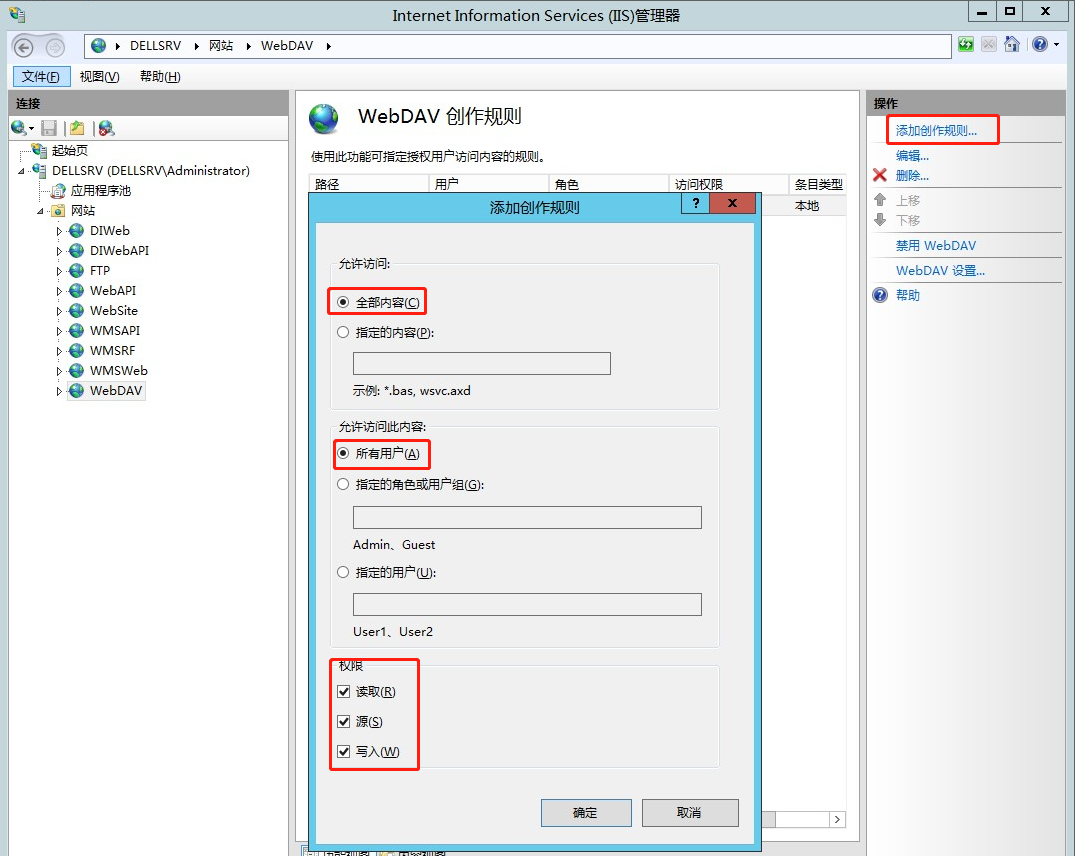 Internet Information Services (IIS)管理器
DELLSRV 网站 WebDAV
文件(F) 视图(V) 帮助(H)
连接
起始页
DELLSRV (DELLSRV\Administrator)
应用程序池
网站
DIWeb
DIWebAPI
FTP
WebAPI
WebSite
WMSAPI
WMSRF
WMSWeb
WebDAV
WebDAV 创作规则
使用此功能可指定授权用户访问内容的规则。
路径 用户 角色 访问权限 条目类型
本地
添加创作规则
? X
允许访问:
全部内容(C)
指定的内容(P):
示例: *.bas, wsvc.axd
允许访问此内容:
所有用户(A)
指定的角色或用户组(G):
Admin、Guest
指定的用户(U):
User1、User2
权限
读取(R)
源(S)
写入(W)
确定 取消
操作
添加创作规则...
编辑...
删除...
上移
下移
禁用 WebDAV
WebDAV 设置...
帮助